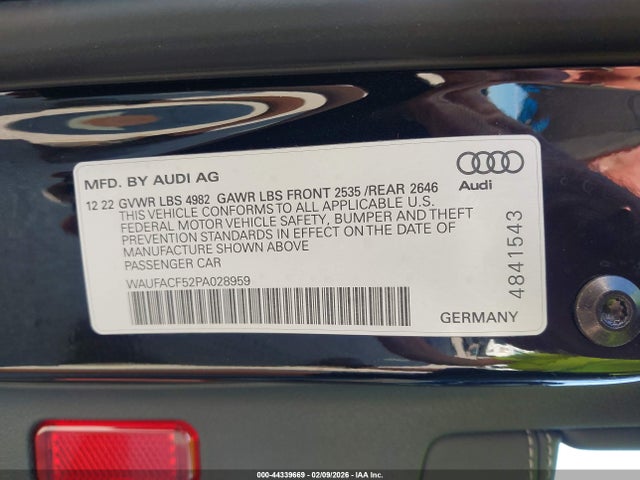 MFD. BY AUDI AG
Audi
12 22 GVWR LBS 4982 GAWR LBS FRONT 2535 /REAR 2646
THIS VEHICLE CONFORMS TO ALL APPLICABLE U.S.
FEDERAL MOTOR VEHICLE SAFETY, BUMPER AND THEFT
PREVENTION STANDARDS IN EFFECT ON THE DATE OF
MANUFACTURE SHOWN ABOVE
PASSENGER CAR
WAUFACF52PA028959
4841543
GERMANY
000-44339669 - 02/09/2026 - IAA Inc.